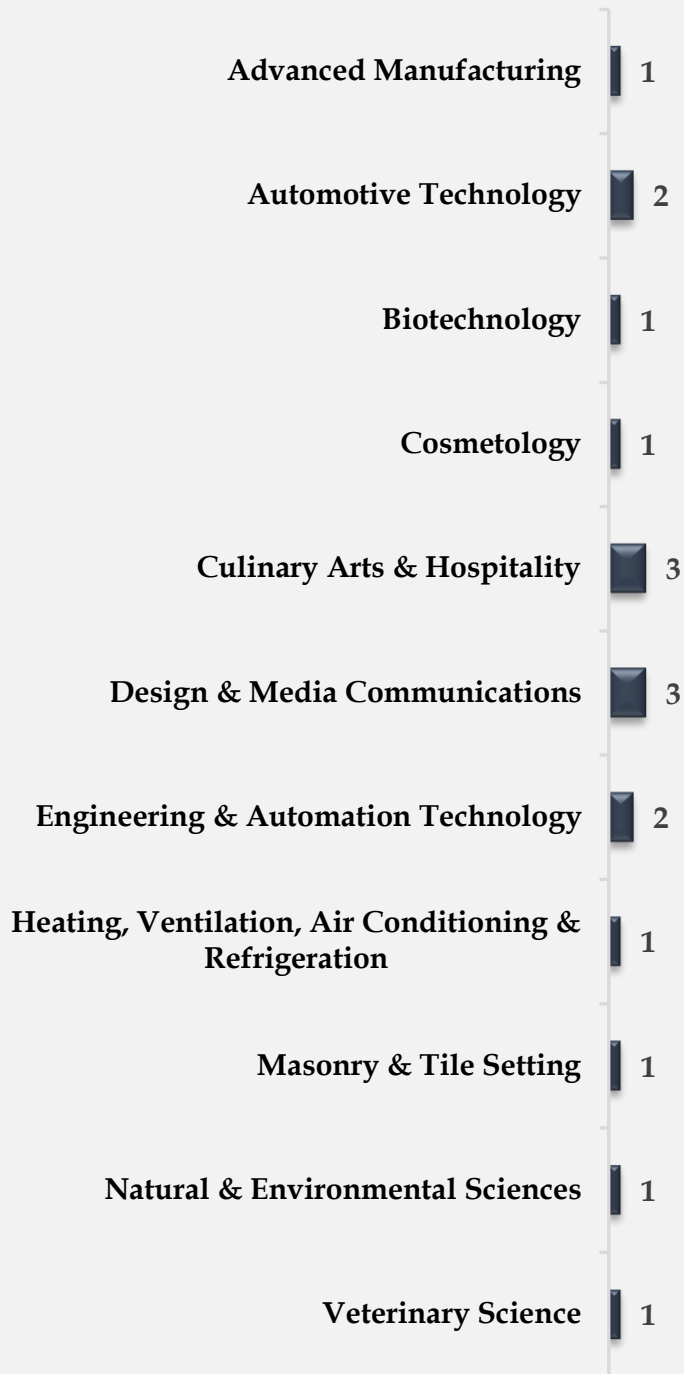 Advanced Manufacturing 1
Automotive Technology 2
Biotechnology 1
Cosmetology 1
Culinary Arts & Hospitality 3
Design & Media Communications 3
Engineering & Automation Technology 2
Heating, Ventilation, Air Conditioning &
Refrigeration 1
Masonry & Tile Setting 1
Natural & Environmental Sciences 1
Veterinary Science 1